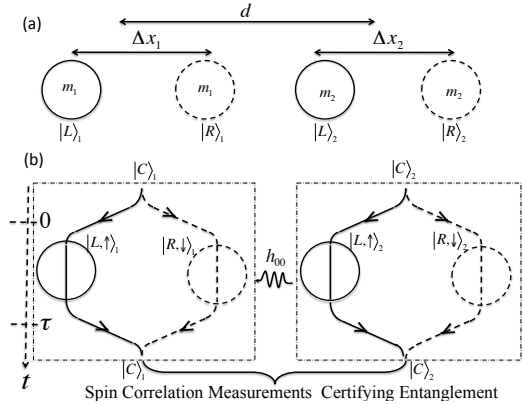 (a)
d
Δx₁ Δx₂
m₁ m₁ m₂ m₂
|L⟩₁ |R⟩₁ |L⟩₂ |R⟩₂
(b)
|C⟩₁ |C⟩₂
0
|L,↑⟩₁ |R,↓⟩₁ h₀₀ |L,↑⟩₂ |R,↓⟩₂
τ
t
|C⟩₁ |C⟩₂
Spin Correlation Measurements Certifying Entanglement